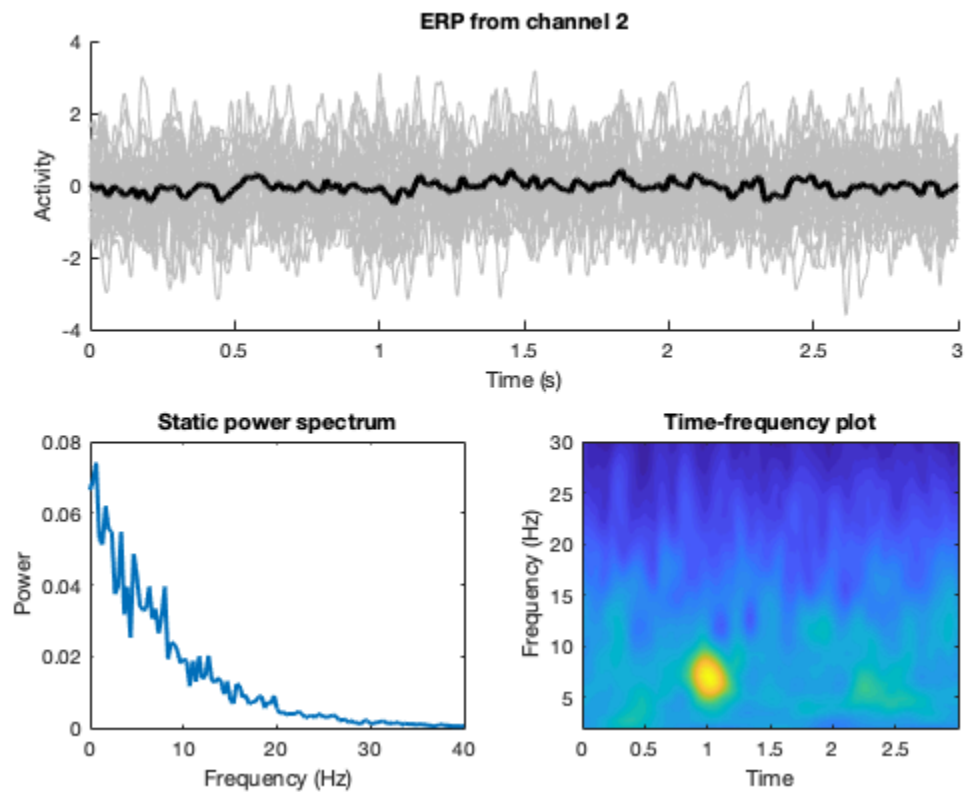 ERP from channel 2
4
2
0
-2
-4
Activity
0 0.5 1 1.5 2 2.5 3
Time (s)
Static power spectrum
0.08
0.06
0.04
0.02
0
Power
0 10 20 30 40
Frequency (Hz)
Time-frequency plot
30
25
20
15
10
5
Frequency (Hz)
0 0.5 1 1.5 2 2.5
Time